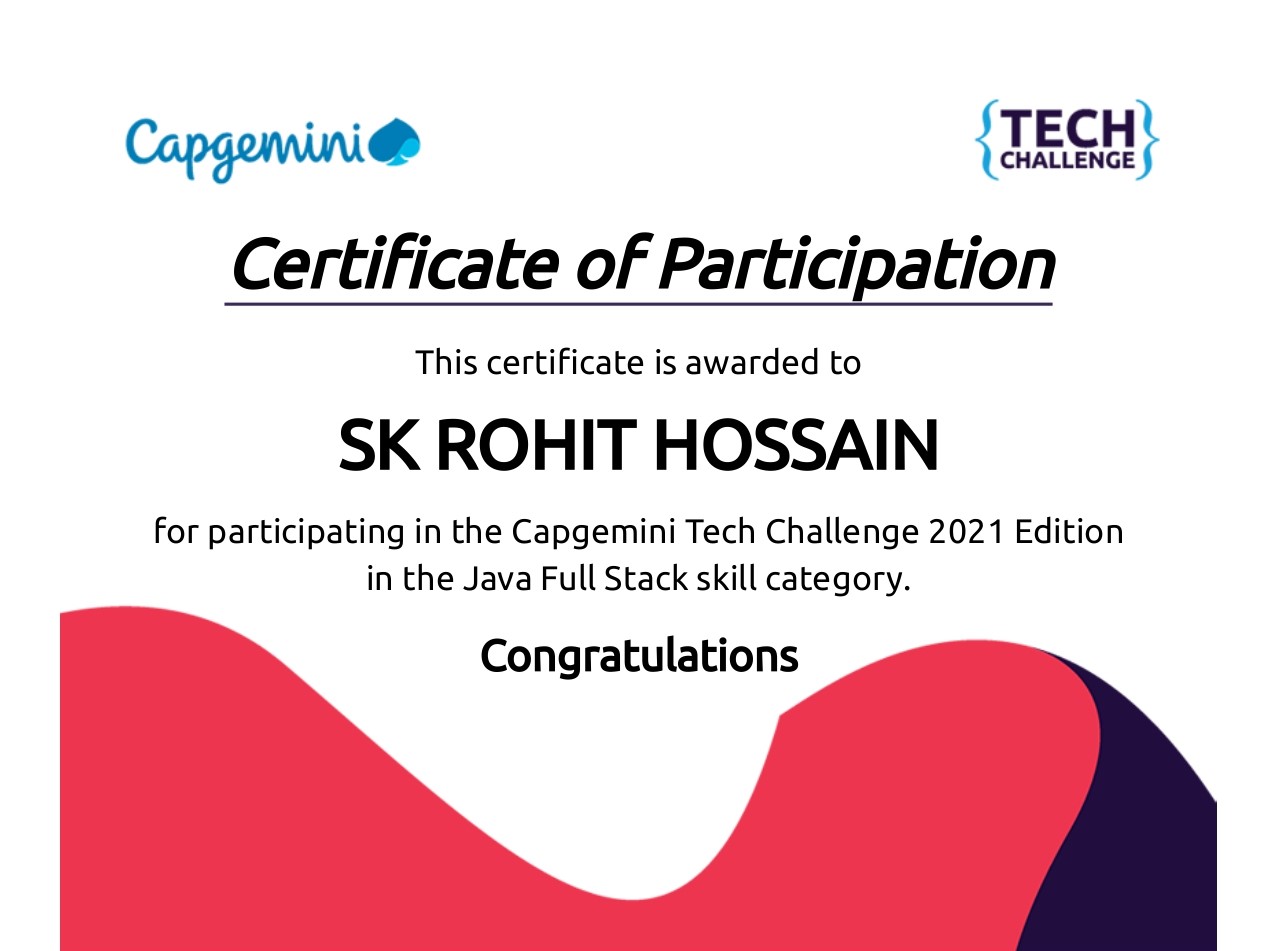 Capgemini
{TECH
CHALLENGE}
Certificate of Participation
This certificate is awarded to
SK ROHIT HOSSAIN
for participating in the Capgemini Tech Challenge 2021 Edition
in the Java Full Stack skill category.
Congratulations